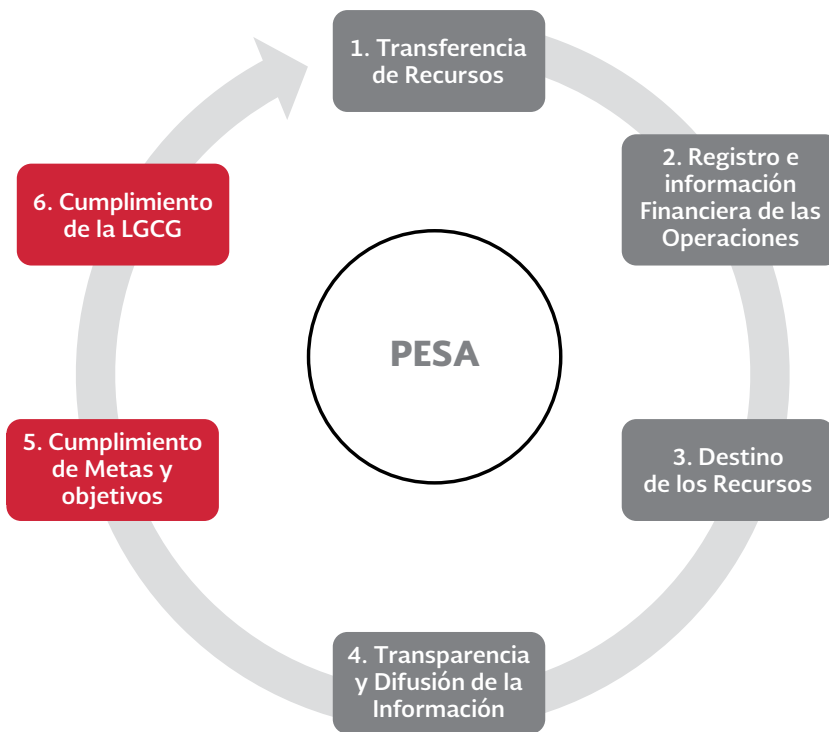 1. Transferencia
de Recursos
2. Registro e
información
Financiera de las
Operaciones
3. Destino
de los Recursos
4. Transparencia
y Difusión de la
Información
5. Cumplimiento
de Metas y
objetivos
6. Cumplimiento
de la LGCG
PESA